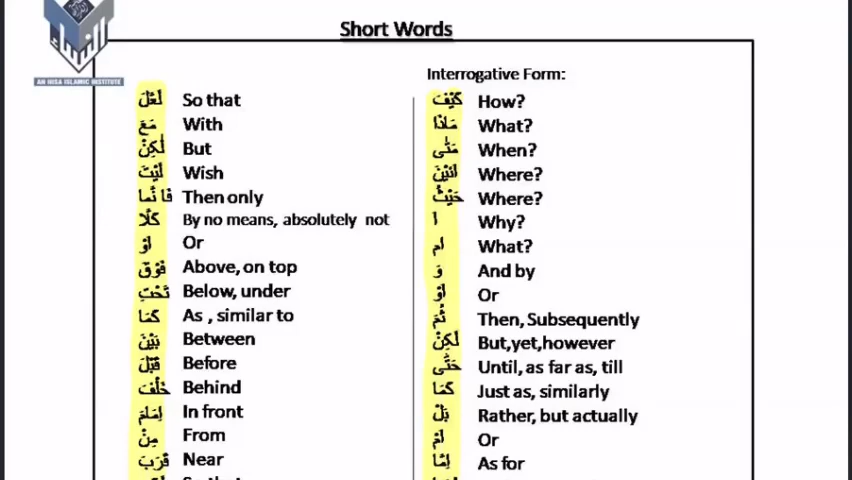 Short Words
AN NISA ISLAMIC INSTITUTE
لَعَلَّ So that
مَعَ With
لٰكِنْ But
لَيْتَ Wish
فَا نَّما Then only
كَلَّا By no means, absolutely not
اَوْ Or
فَوْقَ Above, on top
تَحْتِ Below, under
كَمَا As , similar to
بَيْنَ Between
قَبْلَ Before
خَلْفَ Behind
اِمَامَ In front
مِنْ From
قَرَبَ Near
Interrogative Form:
كَيْفَ How?
مَاذَا What?
مَتٰى When?
اَيْنَ Where?
حَيْثُ Where?
أ Why?
ام What?
وَ And by
اَوْ Or
ثُمَّ Then, Subsequently
لٰكِنْ But,yet,however
حَتّٰى Until, as far as, till
كَمَا Just as, similarly
بَلْ Rather, but actually
اَمْ Or
اِمَّا As for